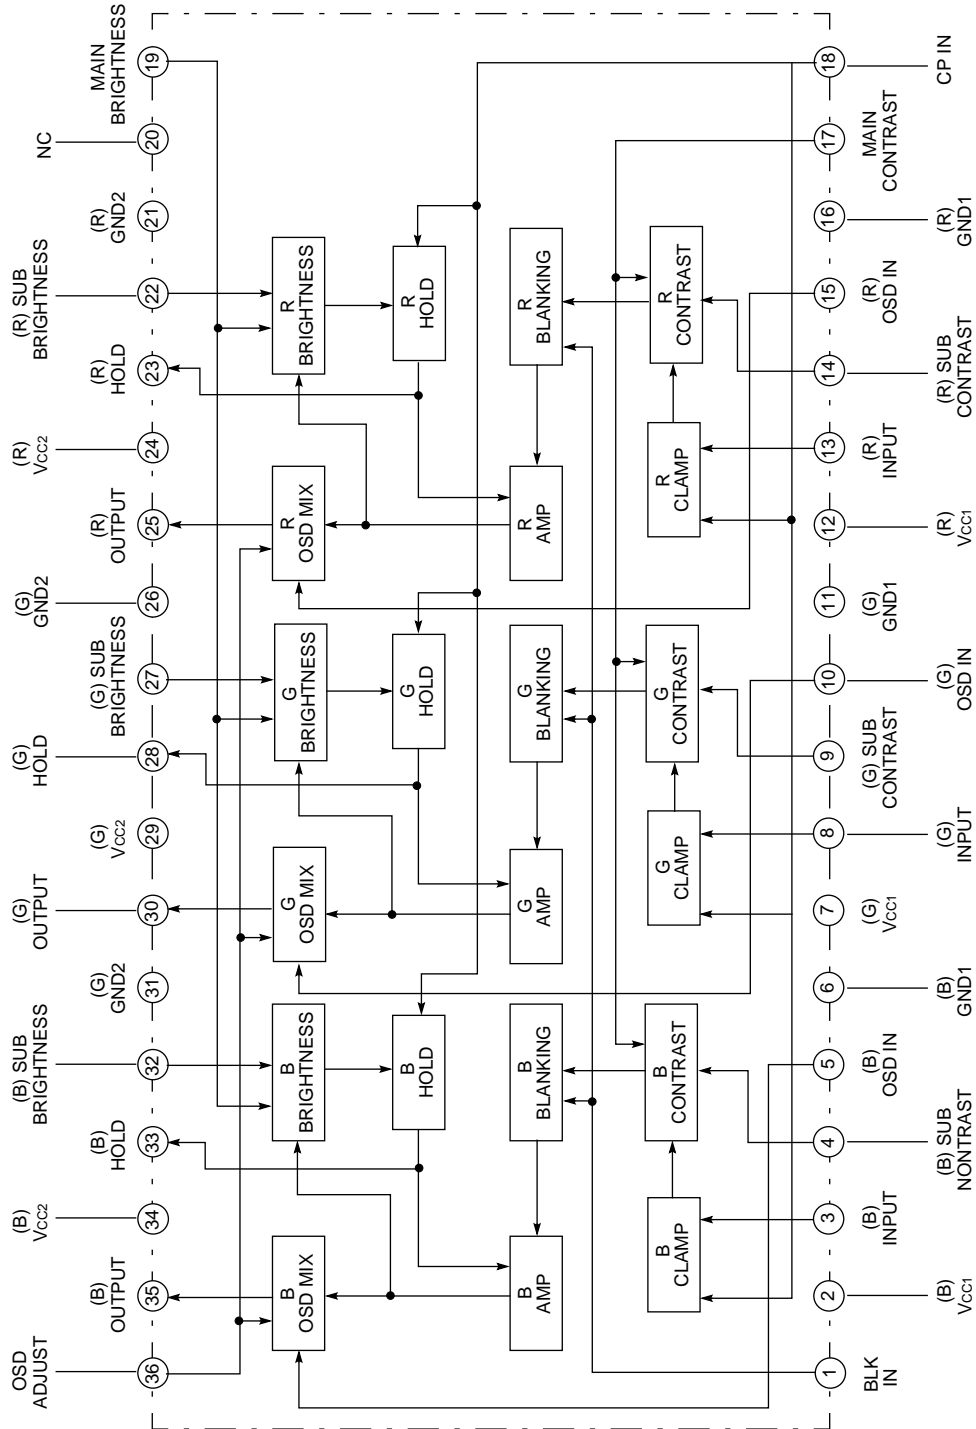 OSD
ADJUST
(B)
OUTPUT
(B)
VCC2
(B)
HOLD
(B) SUB
BRIGHTNESS
(G)
GND2
(G)
OUTPUT
(G)
VCC2
(G)
HOLD
(G) SUB
BRIGHTNESS
(G)
GND2
(R)
OUTPUT
(R)
VCC2
(R)
HOLD
(R) SUB
BRIGHTNESS
(R)
GND2
NC
MAIN
BRIGHTNESS
36
35
34
33
32
31
30
29
28
27
26
25
24
23
22
21
20
19
B
OSD MIX
B
BRIGHTNESS
G
OSD MIX
G
BRIGHTNESS
R
OSD MIX
R
BRIGHTNESS
B
HOLD
G
HOLD
R
HOLD
B
AMP
B
BLANKING
G
AMP
G
BLANKING
R
AMP
R
BLANKING
B
CLAMP
B
CONTRAST
G
CLAMP
G
CONTRAST
R
CLAMP
R
CONTRAST
1
2
3
4
5
6
7
8
9
10
11
12
13
14
15
16
17
18
BLK
IN
(B)
VCC1
(B)
INPUT
(B) SUB
NONTRAST
(B)
OSD IN
(B)
GND1
(G)
VCC1
(G)
INPUT
(G) SUB
CONTRAST
(G)
OSD IN
(G)
GND1
(R)
VCC1
(R)
INPUT
(R) SUB
CONTRAST
(R)
OSD IN
(R)
GND1
MAIN
CONTRAST
CP IN